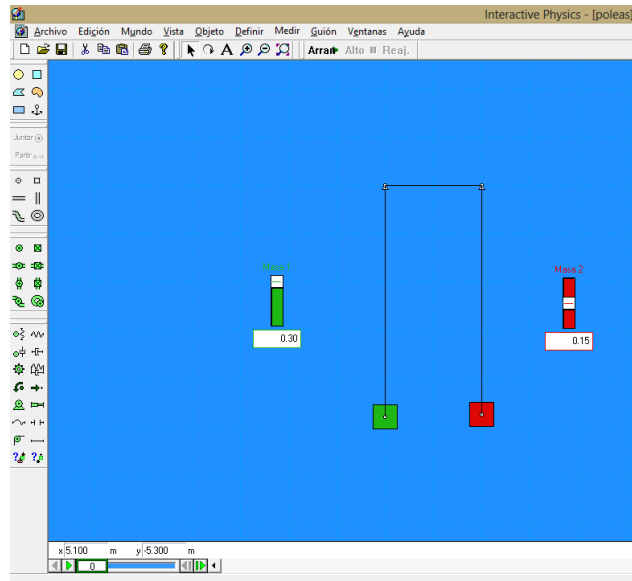 Interactive Physics - [poleas]
Archivo Edición Mundo Vista Objeto Definir Medir Guión Ventanas Ayuda
Arran Alto Reaj.
Juntar
Partir
Masa 2
0.30
0.15
x 5.100 m y -5.300 m
0